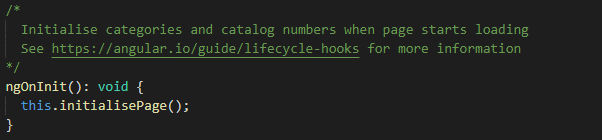 /*
  Initialise categories and catalog numbers when page starts loading
  See https://angular.io/guide/lifecycle-hooks for more information
*/
ngOnInit(): void {
  this.initialisePage();
}